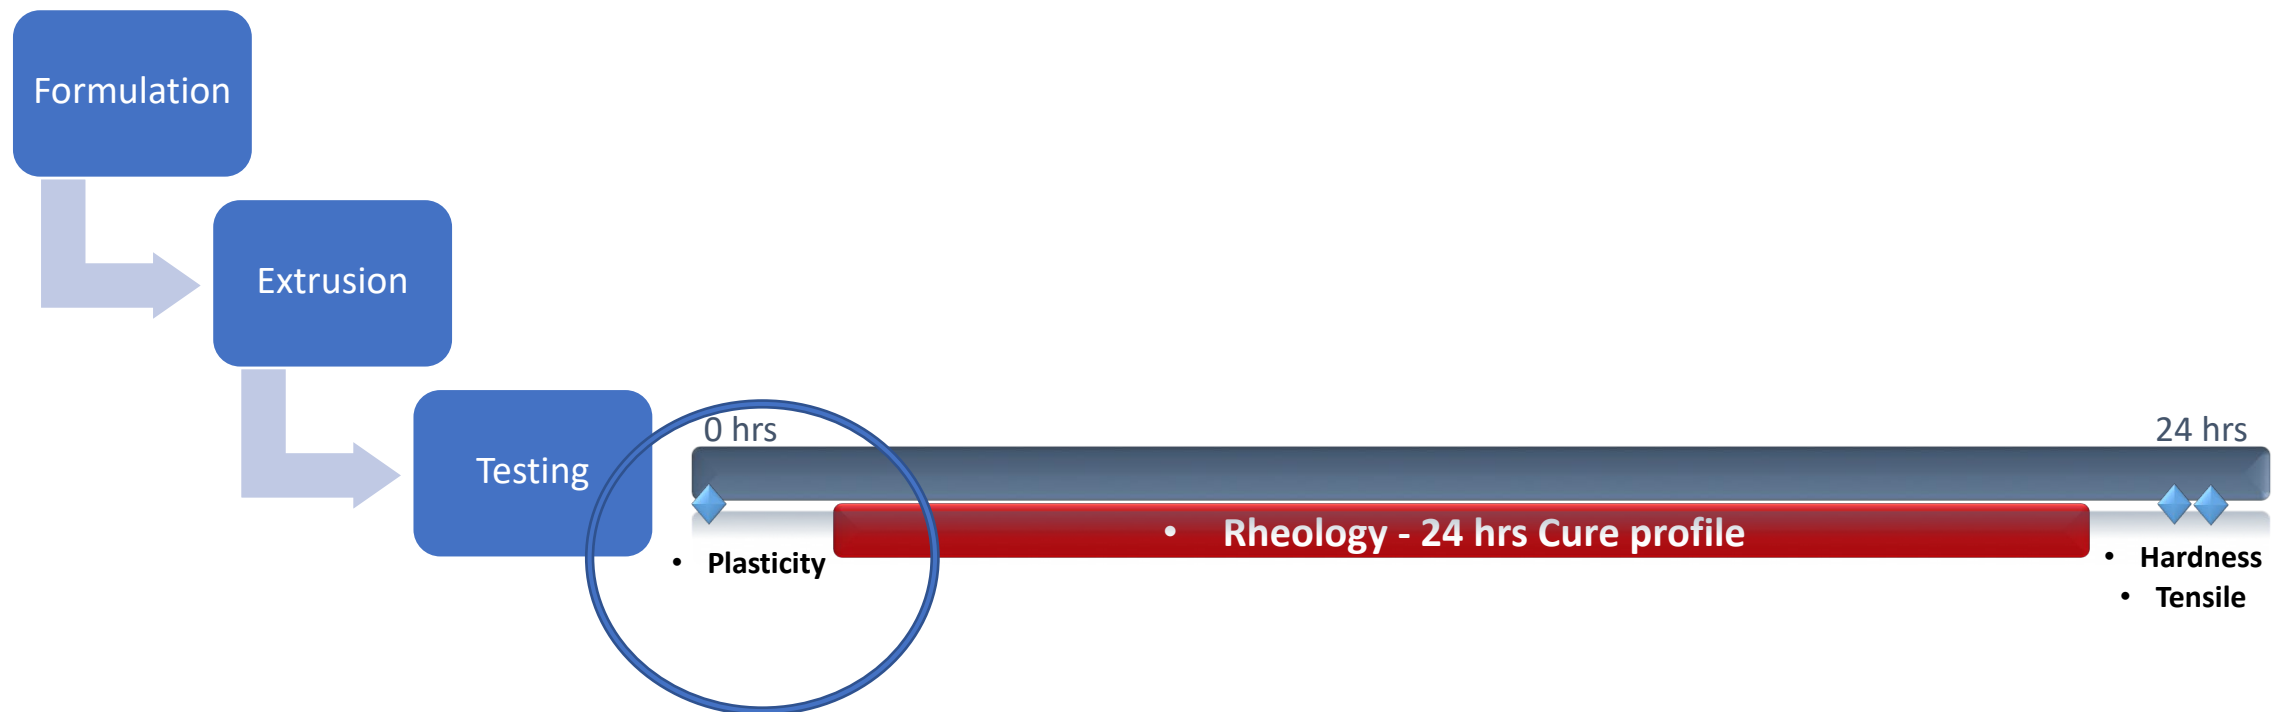 Formulation
Extrusion
Testing
0 hrs
24 hrs
• Plasticity
• Rheology - 24 hrs Cure profile
• Hardness
• Tensile